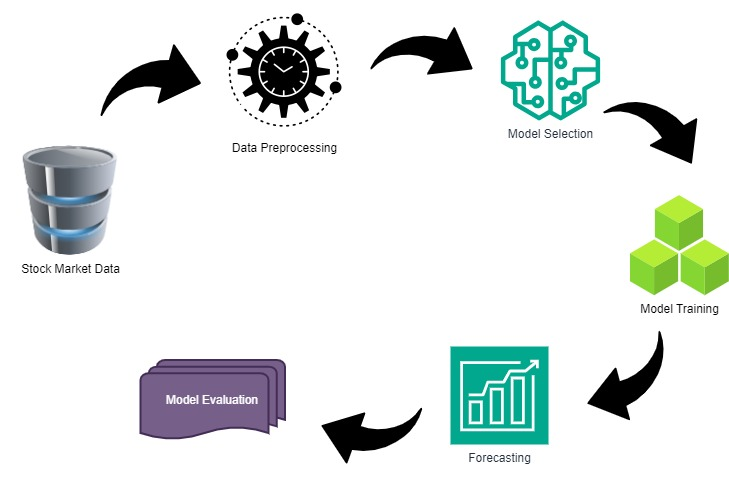 Stock Market Data
Data Preprocessing
Model Selection
Model Training
Forecasting
Model Evaluation